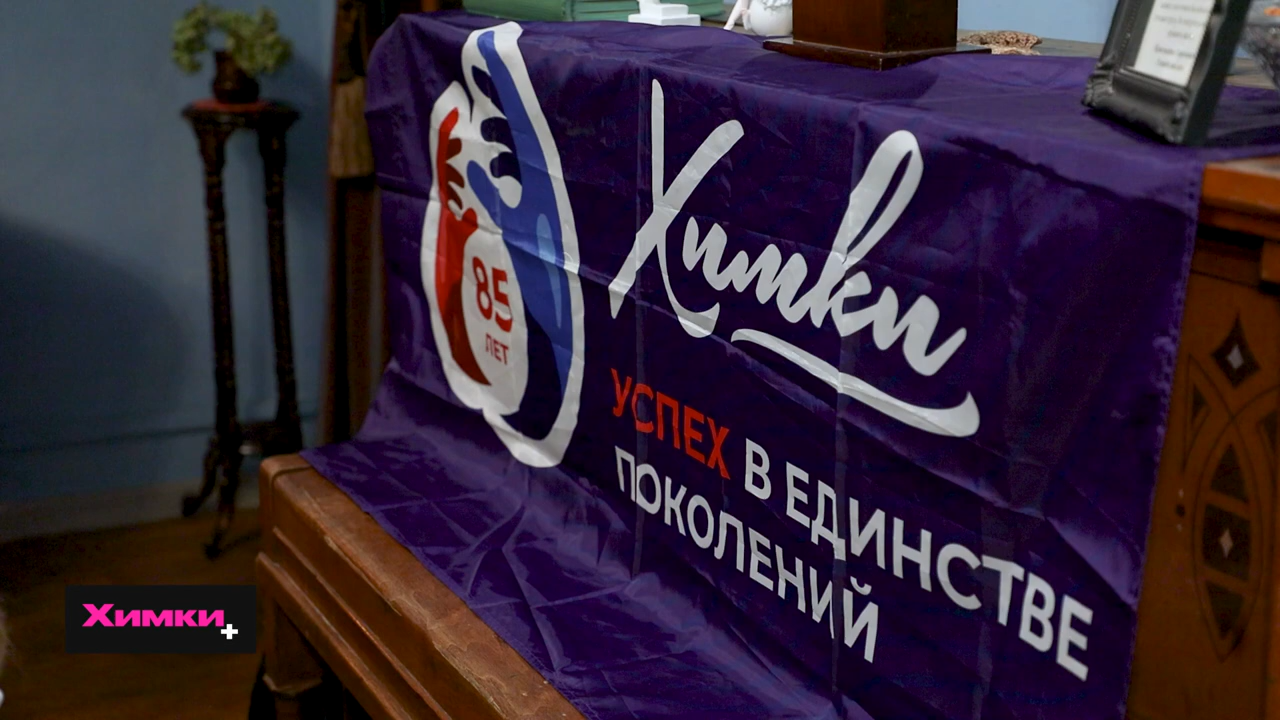 85
ЛЕТ
Химки
УСПЕХ В ЕДИНСТВЕ
ПОКОЛЕНИЙ
Химки+